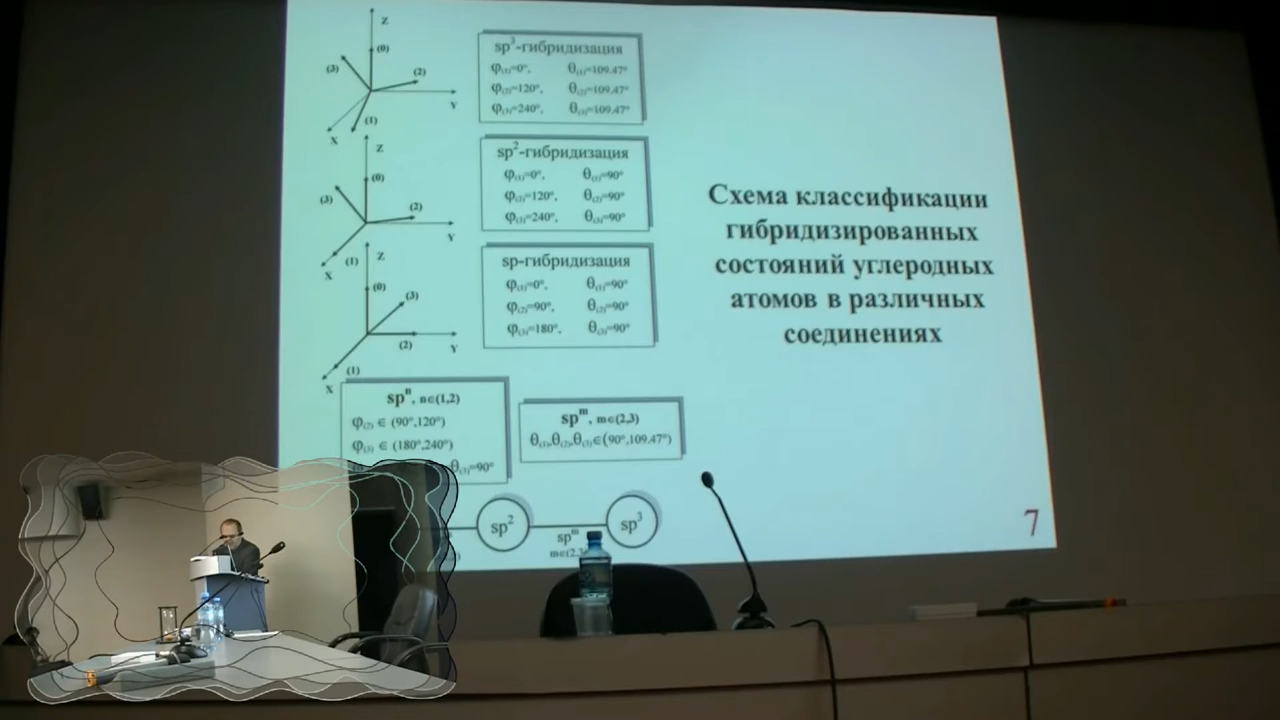 Z
(0)
(3)
(2)
Y
(1)
X
sp³-гибридизация
φ₍₁₎=0°, θ₍₁₎=109.47°
φ₍₂₎=120°, θ₍₂₎=109.47°
φ₍₃₎=240°, θ₍₃₎=109.47°
Z
(0)
(3)
(2)
Y
(1)
X
sp²-гибридизация
φ₍₁₎=0°, θ₍₁₎=90°
φ₍₂₎=120°, θ₍₂₎=90°
φ₍₃₎=240°, θ₍₃₎=90°
Z
(0)
(3)
(2)
Y
(1)
X
sp-гибридизация
φ₍₁₎=0°, θ₍₁₎=90°
φ₍₂₎=90°, θ₍₂₎=90°
φ₍₃₎=180°, θ₍₃₎=90°
Схема классификации
гибридизированных
состояний углеродных
атомов в различных
соединениях
spⁿ, n∈(1,2)
φ₍₂₎ ∈ (90°,120°)
φ₍₃₎ ∈ (180°,240°)
θ₍₃₎=90°
spᵐ, m∈(2,3)
θ₍₁₎,θ₍₂₎,θ₍₃₎∈(90°,109.47°)
sp²
spᵐ
sp³
7